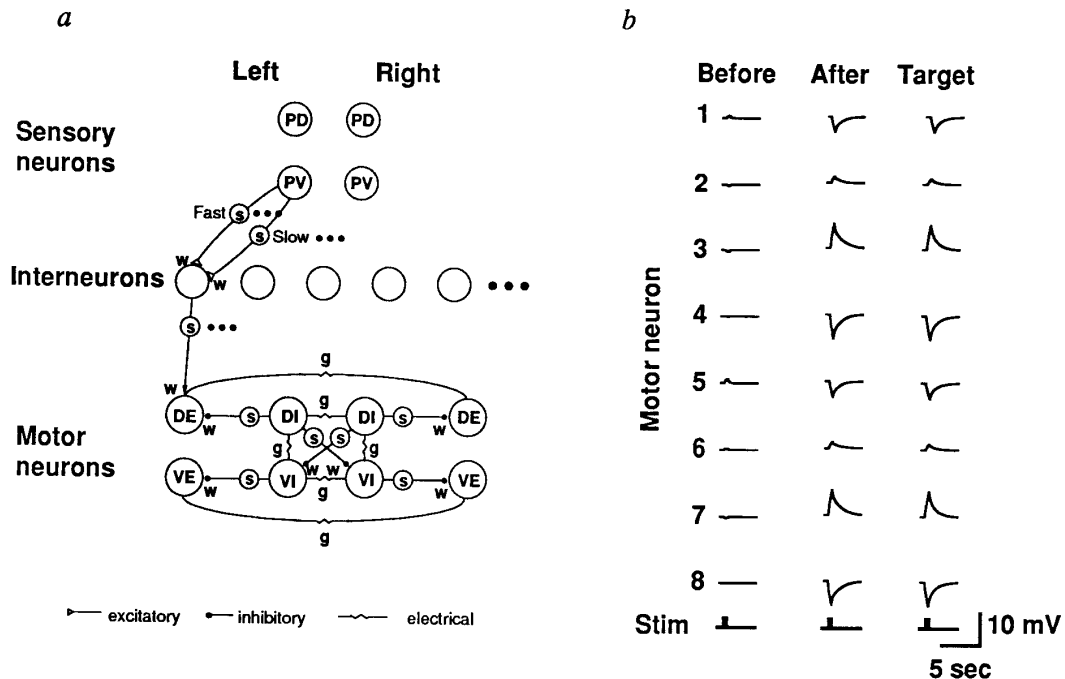 a
Left Right
Sensory
neurons
PD PD
PV PV
Fast s •••
s Slow •••
w
w
Interneurons •••
s •••
g
w
g
DE s DI DI s DE
w s s w
g g
Motor
neurons
w w
VE s VI VI s VE
w g w
g
excitatory inhibitory electrical
b
Before After Target
Motor neuron
1
2
3
4
5
6
7
8
Stim
10 mV
5 sec